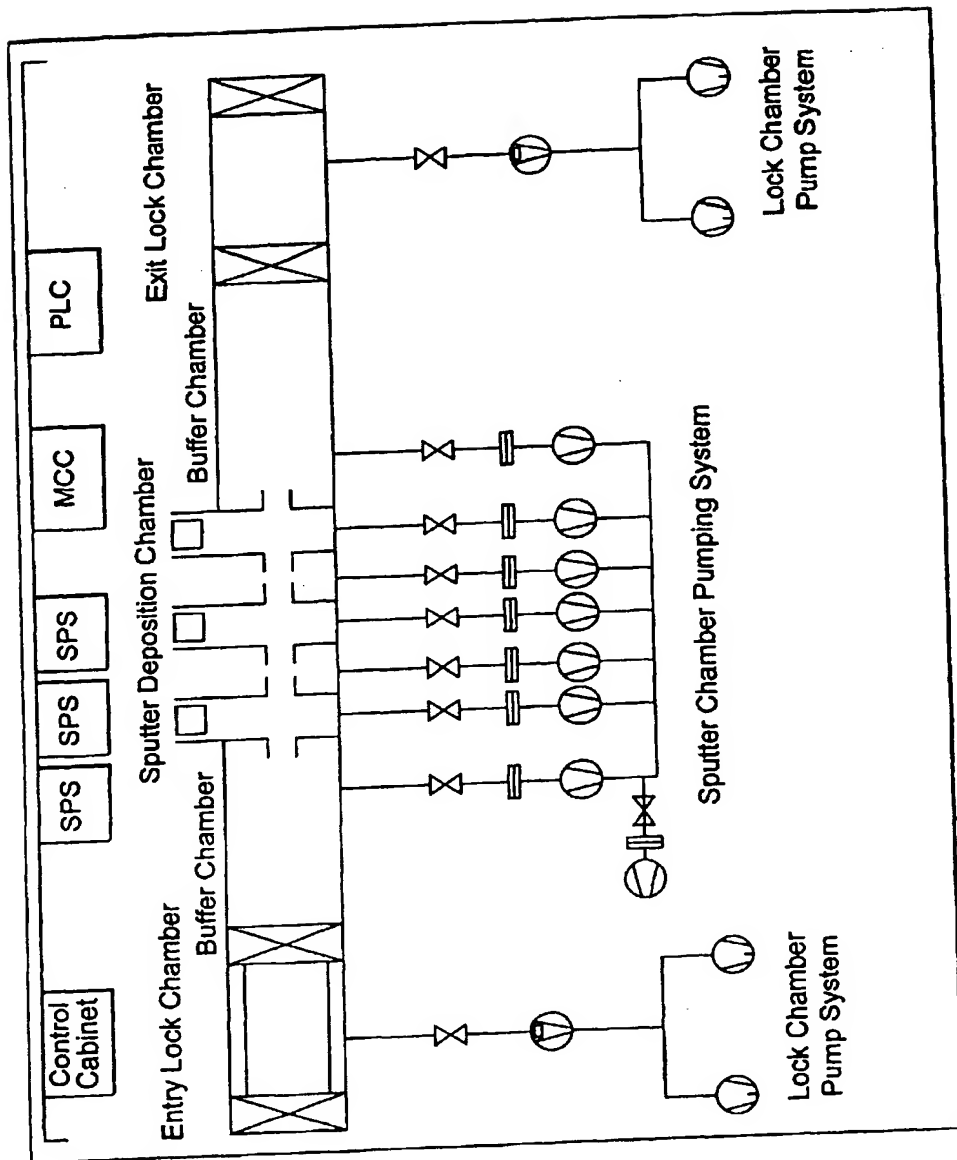 Control
Cabinet
SPS
SPS
SPS
MCC
PLC
Entry Lock Chamber
Buffer Chamber
Sputter Deposition Chamber
Buffer Chamber
Exit Lock Chamber
Lock Chamber
Pump System
Sputter Chamber Pumping System
Lock Chamber
Pump System